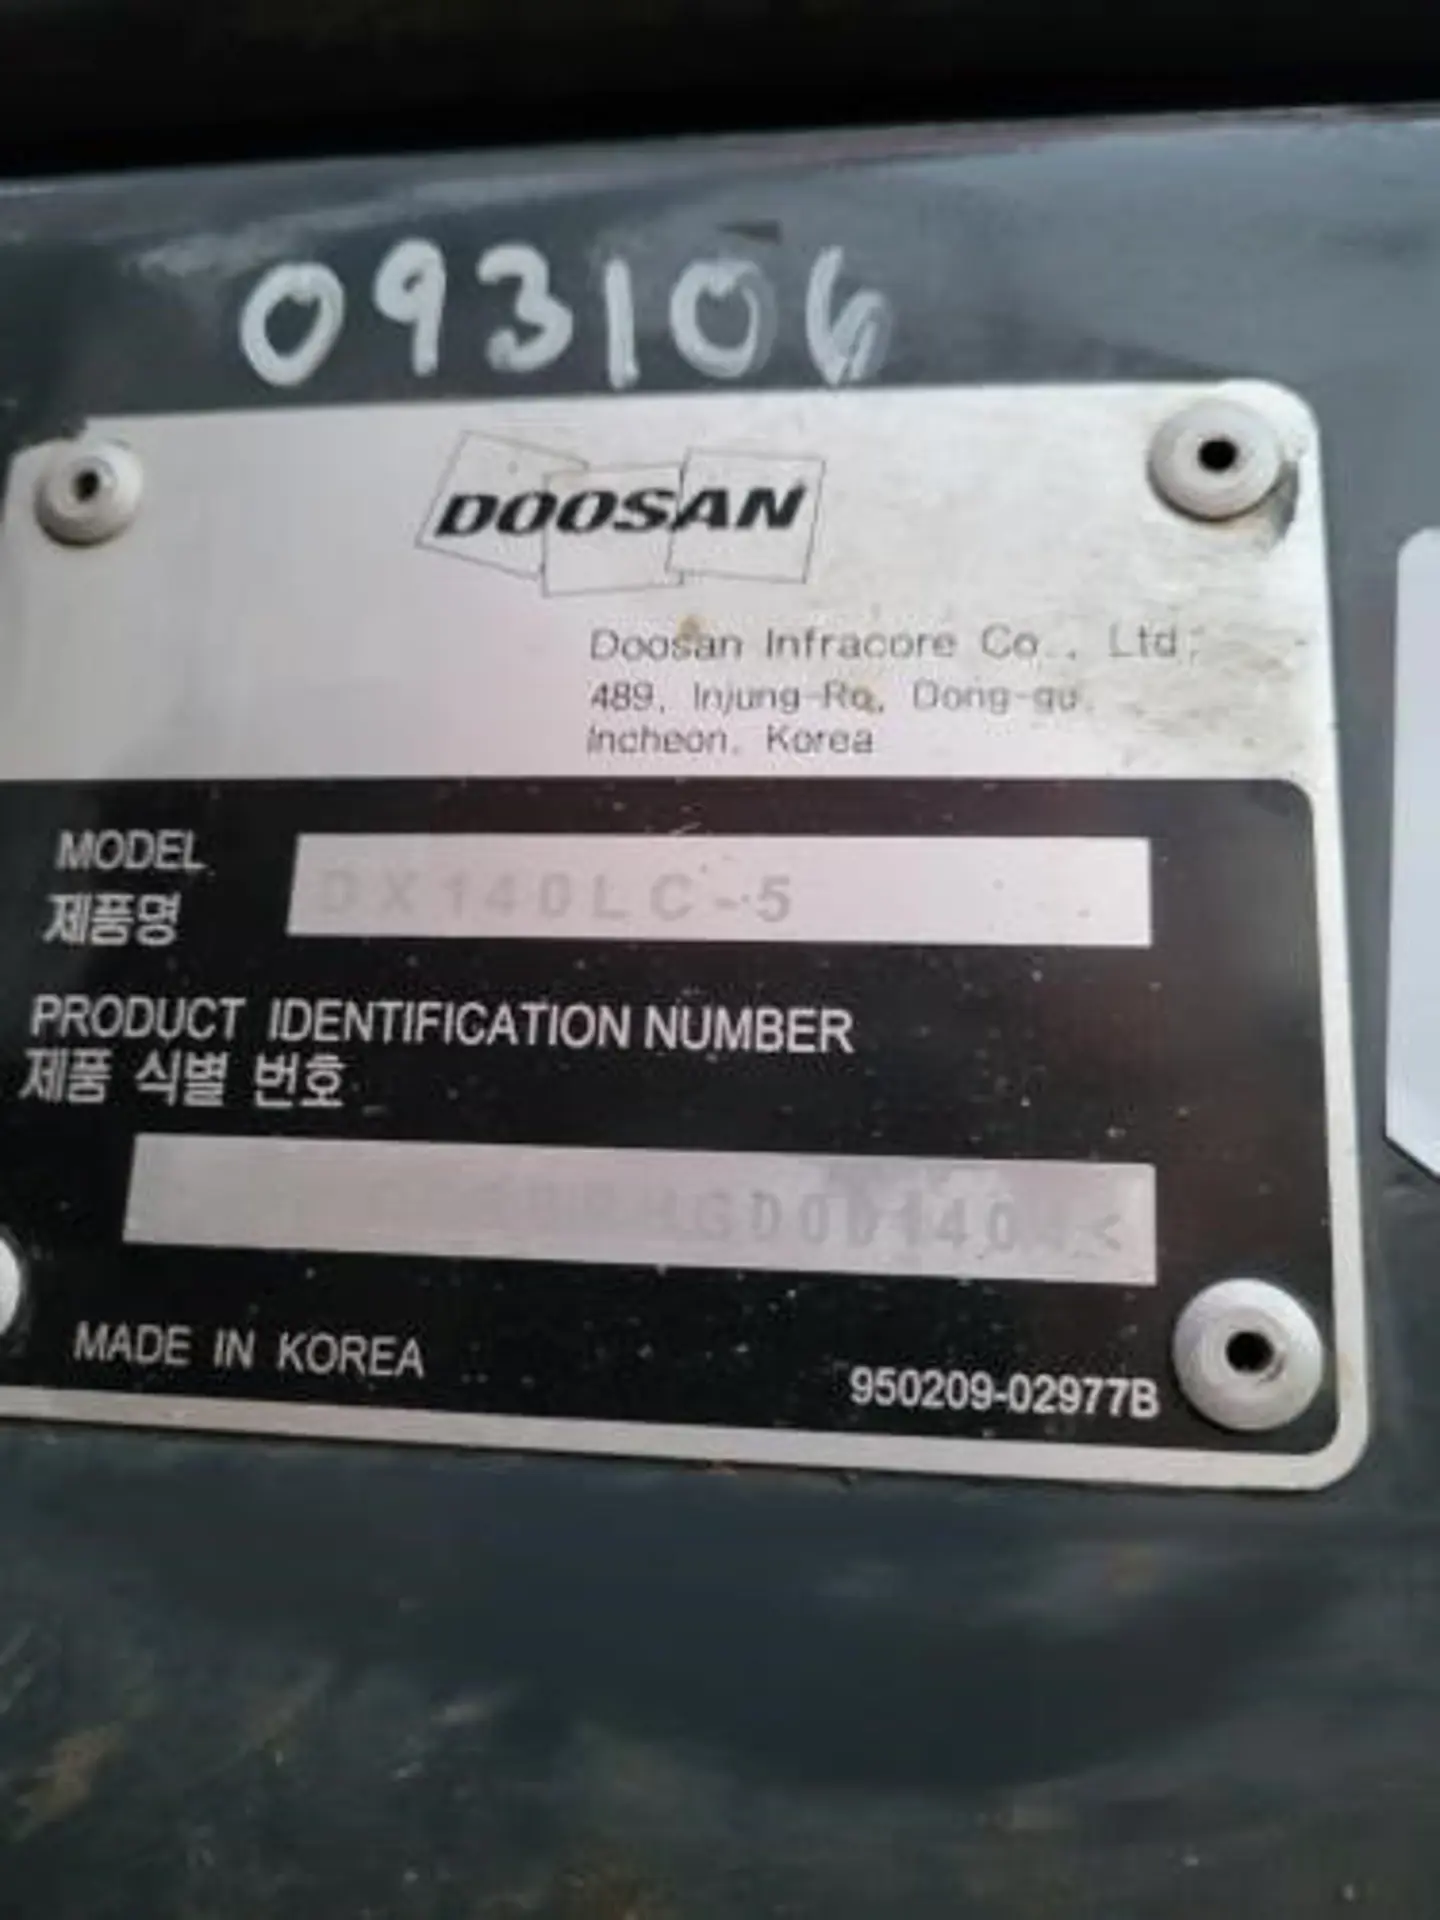 093106
DOOSAN
Doosan Infracore Co., Ltd.
489, Injung-Ro, Dong-gu,
Incheon, Korea
MODEL
제품명
DX140LC-5
PRODUCT IDENTIFICATION NUMBER
제품 식별 번호
MADE IN KOREA
950209-02977B